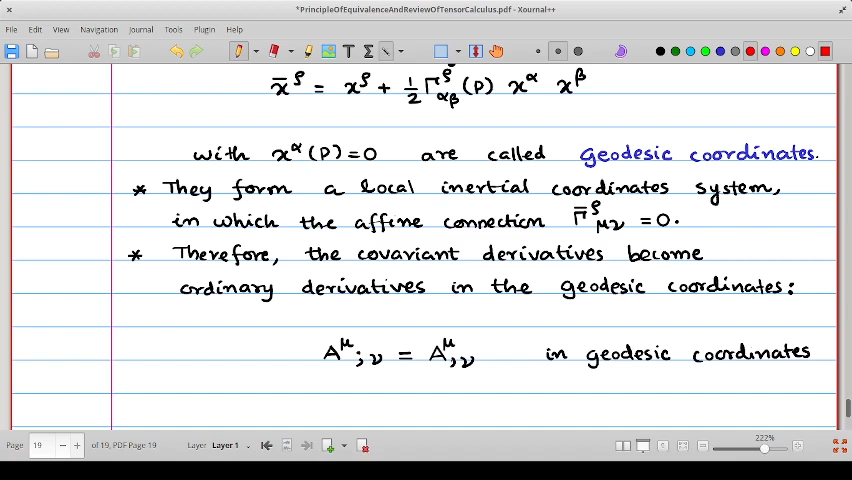 *PrincipleOfEquivalenceAndReviewOfTensorCalculus.pdf - Xournal++
File Edit View Navigation Journal Tools Plugin Help
x̄^ρ = x^ρ + 1/2 Γ^ρ_αβ (P) x^α x^β
with x^α(P)=0 are called geodesic coordinates.
* They form a local inertial coordinates system,
in which the affine connection Γ̄^ρ_μν = 0.
* Therefore, the covariant derivatives become
ordinary derivatives in the geodesic coordinates:
A^μ_;ν = A^μ_,ν in geodesic coordinates
Page 19 − + of 19, PDF Page 19 Layer Layer 1 222%